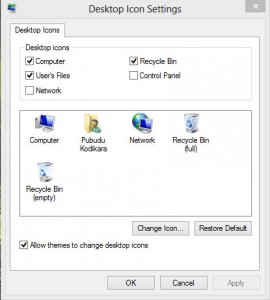 Desktop Icon Settings
Desktop Icons
Desktop icons
Computer
Recycle Bin
User's Files
Control Panel
Network
Computer
Pubudu
Kodikara
Network
Recycle Bin
(full)
Recycle Bin
(empty)
Change Icon...
Restore Default
Allow themes to change desktop icons
OK
Cancel
Apply